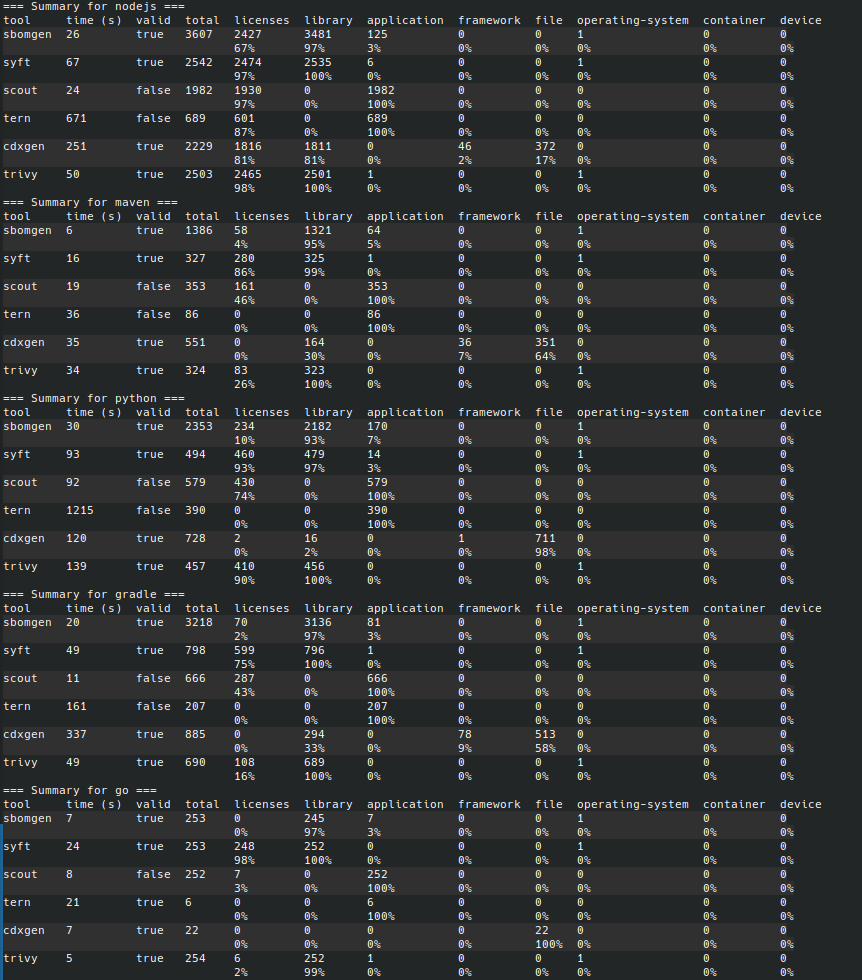 === Summary for nodejs ===
tool time (s) valid total licenses library application framework file operating-system container device
sbomgen 26 true 3607 2427 3481 125 0 0 1 0 0
67% 97% 3% 0% 0% 0% 0% 0%
syft 67 true 2542 2474 2535 6 0 0 1 0 0
97% 100% 0% 0% 0% 0% 0% 0%
scout 24 false 1982 1930 0 1982 0 0 0 0 0
97% 0% 100% 0% 0% 0% 0% 0%
tern 671 false 689 601 0 689 0 0 0 0 0
87% 0% 100% 0% 0% 0% 0% 0%
cdxgen 251 true 2229 1816 1811 0 46 372 0 0 0
81% 81% 0% 2% 17% 0% 0% 0%
trivy 50 true 2503 2465 2501 1 0 0 1 0 0
98% 100% 0% 0% 0% 0% 0% 0%
=== Summary for maven ===
tool time (s) valid total licenses library application framework file operating-system container device
sbomgen 6 true 1386 58 1321 64 0 0 1 0 0
4% 95% 5% 0% 0% 0% 0% 0%
syft 16 true 327 280 325 1 0 0 1 0 0
86% 99% 0% 0% 0% 0% 0% 0%
scout 19 false 353 161 0 353 0 0 0 0 0
46% 0% 100% 0% 0% 0% 0% 0%
tern 36 false 86 0 0 86 0 0 0 0 0
0% 0% 100% 0% 0% 0% 0% 0%
cdxgen 35 true 551 0 164 0 36 351 0 0 0
0% 30% 0% 7% 64% 0% 0% 0%
trivy 34 true 324 83 323 0 0 0 1 0 0
26% 100% 0% 0% 0% 0% 0% 0%
=== Summary for python ===
tool time (s) valid total licenses library application framework file operating-system container device
sbomgen 30 true 2353 234 2182 170 0 0 1 0 0
10% 93% 7% 0% 0% 0% 0% 0%
syft 93 true 494 460 479 14 0 0 1 0 0
93% 97% 3% 0% 0% 0% 0% 0%
scout 92 false 579 430 0 579 0 0 0 0 0
74% 0% 100% 0% 0% 0% 0% 0%
tern 1215 false 390 0 0 390 0 0 0 0 0
0% 0% 100% 0% 0% 0% 0% 0%
cdxgen 120 true 728 2 16 0 1 711 0 0 0
0% 2% 0% 0% 98% 0% 0% 0%
trivy 139 true 457 410 456 0 0 0 1 0 0
90% 100% 0% 0% 0% 0% 0% 0%
=== Summary for gradle ===
tool time (s) valid total licenses library application framework file operating-system container device
sbomgen 20 true 3218 70 3136 81 0 0 1 0 0
2% 97% 3% 0% 0% 0% 0% 0%
syft 49 true 798 599 796 1 0 0 1 0 0
75% 100% 0% 0% 0% 0% 0% 0%
scout 11 false 666 287 0 666 0 0 0 0 0
43% 0% 100% 0% 0% 0% 0% 0%
tern 161 false 207 0 0 207 0 0 0 0 0
0% 0% 100% 0% 0% 0% 0% 0%
cdxgen 337 true 885 0 294 0 78 513 0 0 0
0% 33% 0% 9% 58% 0% 0% 0%
trivy 49 true 690 108 689 0 0 0 1 0 0
16% 100% 0% 0% 0% 0% 0% 0%
=== Summary for go ===
tool time (s) valid total licenses library application framework file operating-system container device
sbomgen 7 true 253 0 245 7 0 0 1 0 0
0% 97% 3% 0% 0% 0% 0% 0%
syft 24 true 253 248 252 0 0 0 1 0 0
98% 100% 0% 0% 0% 0% 0% 0%
scout 8 false 252 7 0 252 0 0 0 0 0
3% 0% 100% 0% 0% 0% 0% 0%
tern 21 true 6 0 0 6 0 0 0 0 0
0% 0% 100% 0% 0% 0% 0% 0%
cdxgen 7 true 22 0 0 0 0 22 0 0 0
0% 0% 0% 0% 100% 0% 0% 0%
trivy 5 true 254 6 252 1 0 0 1 0 0
2% 99% 0% 0% 0% 0% 0% 0%